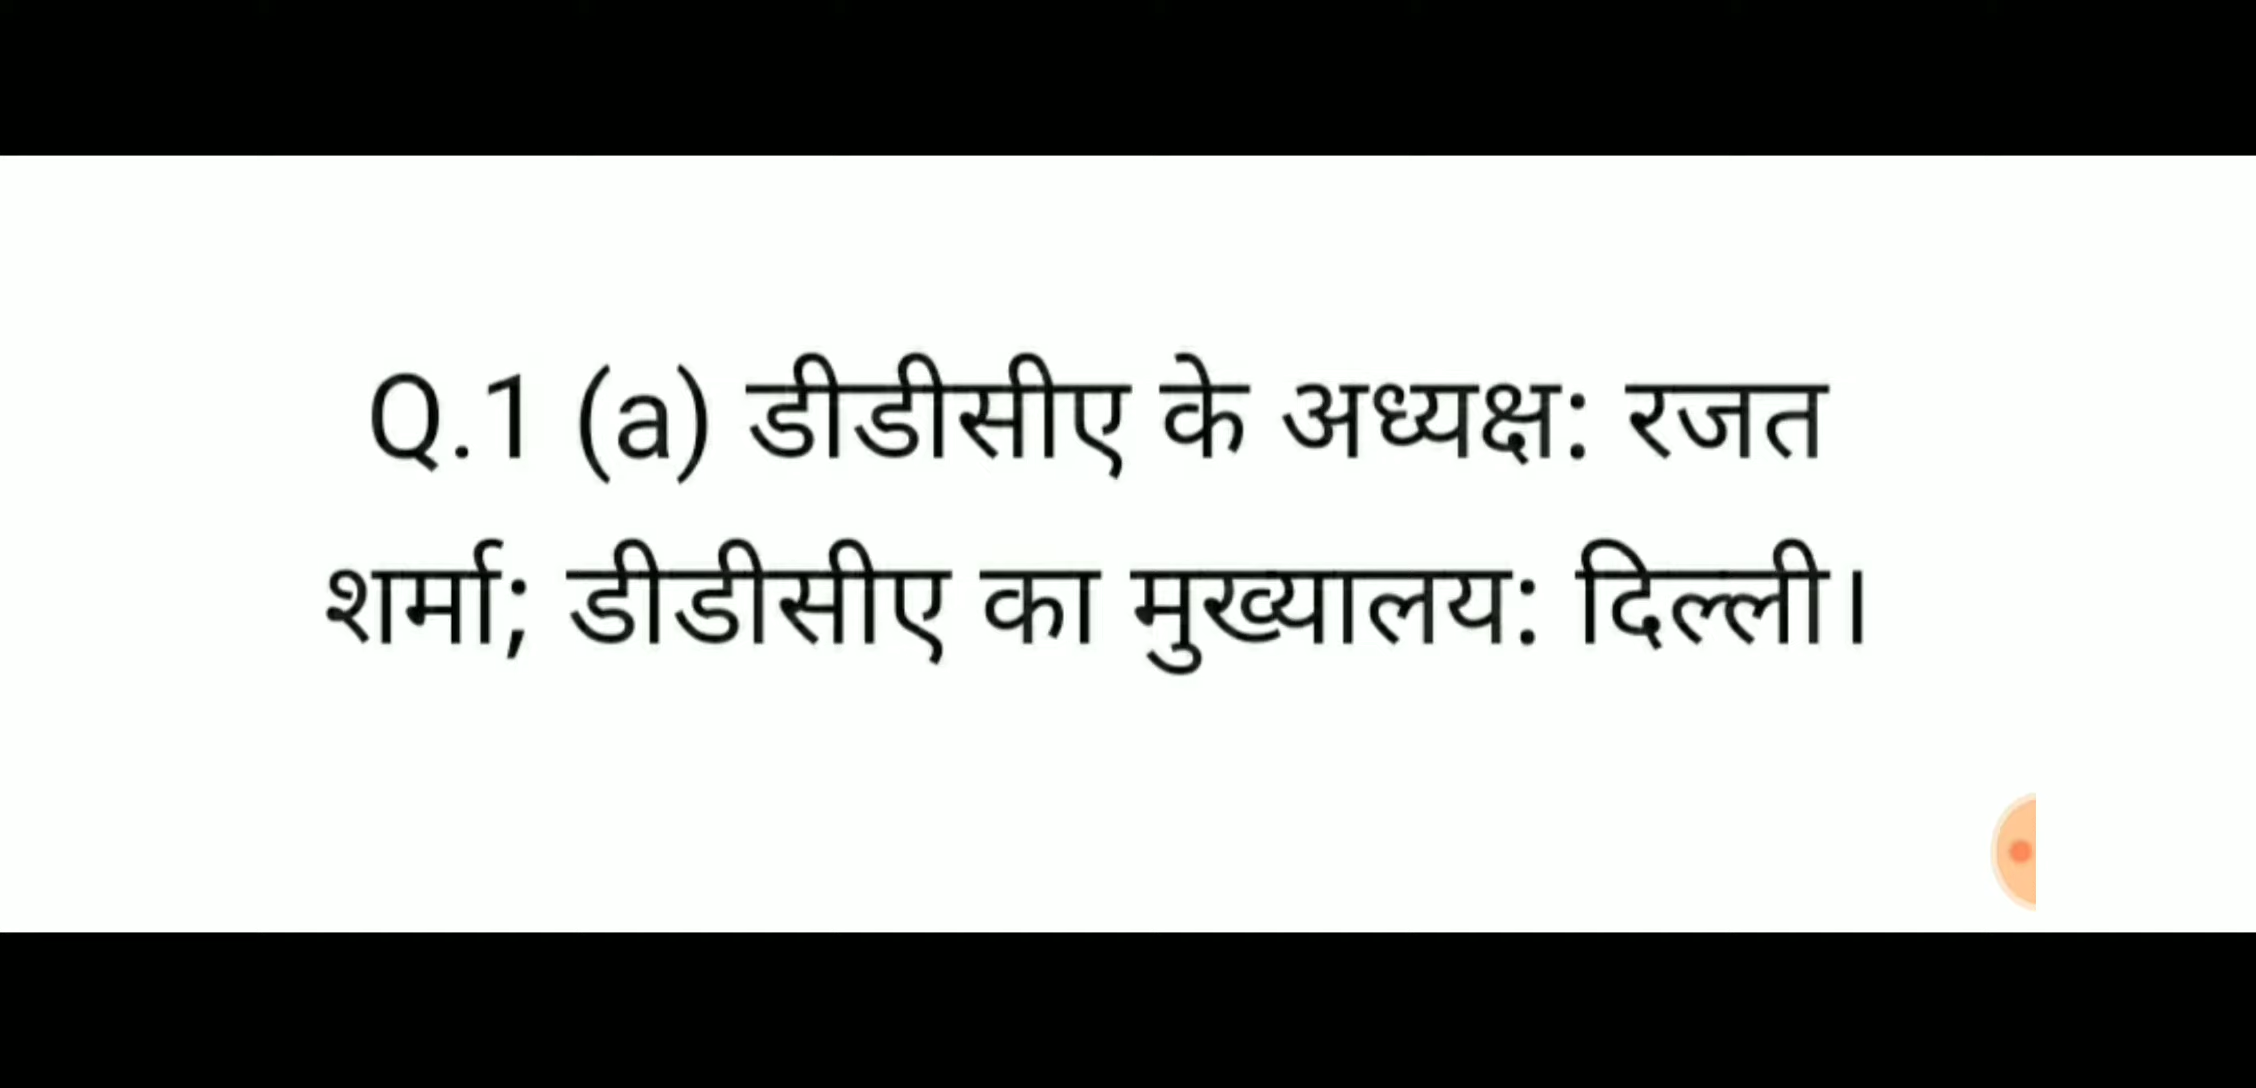 Q.1 (a) डीडीसीए के अध्यक्ष: रजत
शर्मा; डीडीसीए का मुख्यालय: दिल्ली।